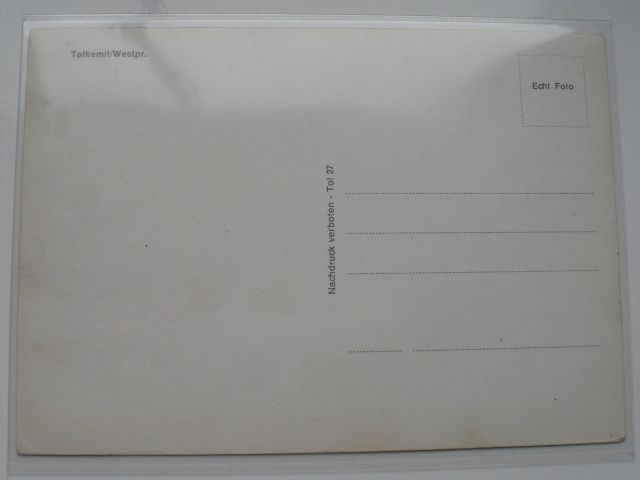 Tolkemit/Westpr.
Echt Foto
Nachdruck verboten - Tol 27